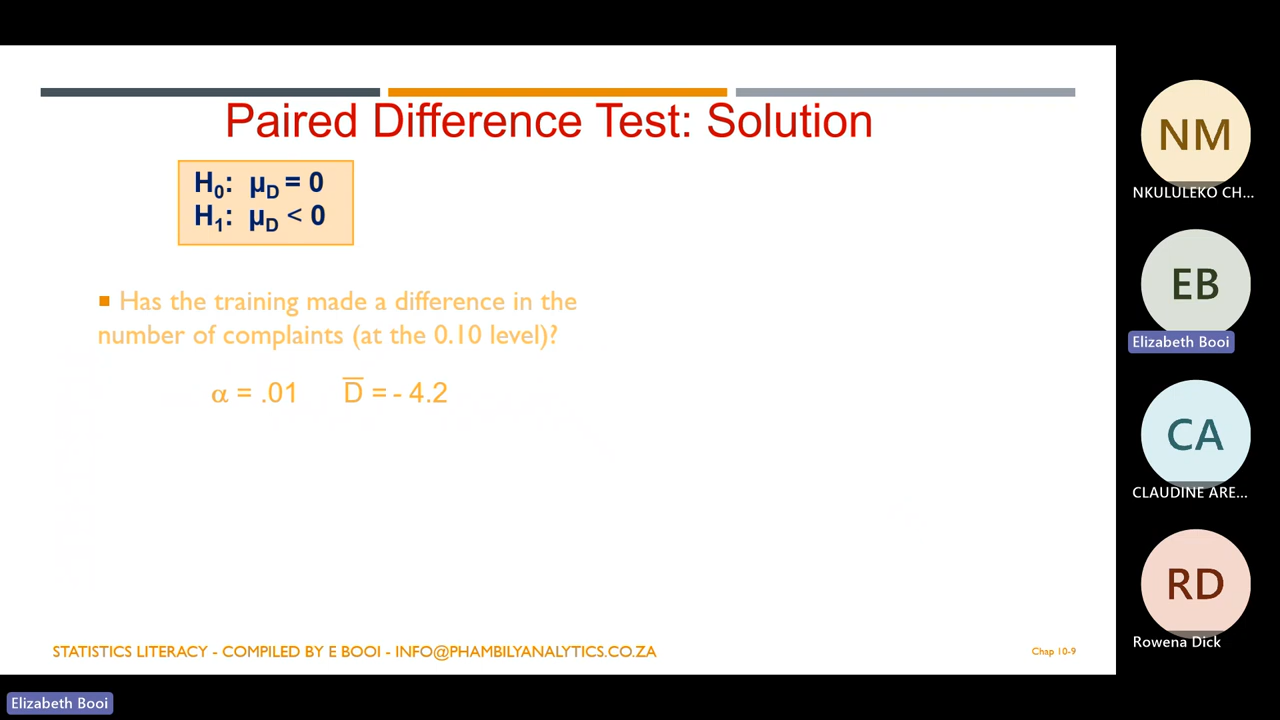 Paired Difference Test: Solution
H₀: μ_D = 0
H₁: μ_D < 0
Has the training made a difference in the
number of complaints (at the 0.10 level)?
α = .01 D̅ = - 4.2
STATISTICS LITERACY - COMPILED BY E BOOI - INFO@PHAMBILYANALYTICS.CO.ZA
Chap 10-9
NM
NKULULEKO CH...
EB
Elizabeth Booi
CA
CLAUDINE ARE...
RD
Rowena Dick
Elizabeth Booi